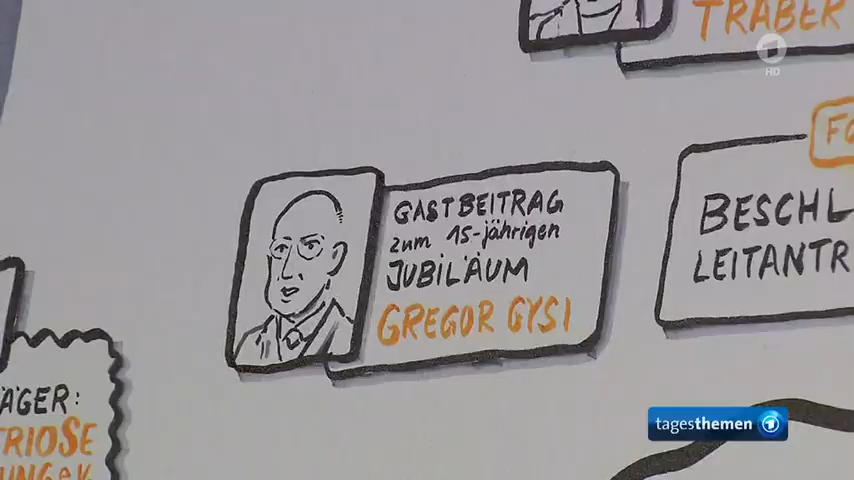 TRABER
HD
GASTBEITRAG
zum 15-jährigen
JUBILÄUM
GREGOR GYSI
BESCHL
LEITANTR
ÄGER:
TRIOSE
tagesthemen